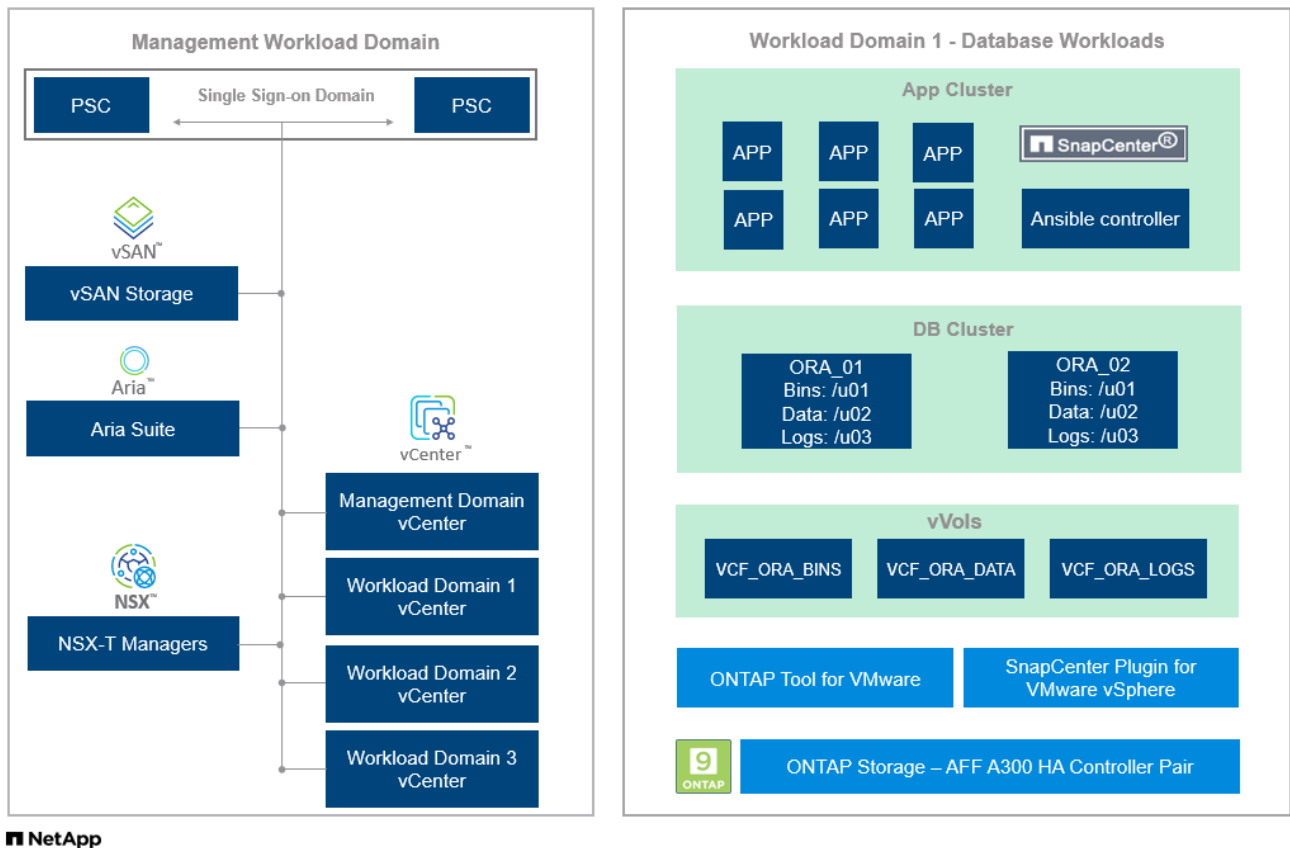 Management Workload Domain
PSC
Single Sign-on Domain
PSC
vSAN™
vSAN Storage
Aria™
Aria Suite
vCenter™
Management Domain
vCenter
Workload Domain 1
vCenter
NSX™
NSX-T Managers
Workload Domain 2
vCenter
Workload Domain 3
vCenter
Workload Domain 1 - Database Workloads
App Cluster
APP
APP
APP
SnapCenter®
APP
APP
APP
Ansible controller
DB Cluster
ORA_01
Bins: /u01
Data: /u02
Logs: /u03
ORA_02
Bins: /u01
Data: /u02
Logs: /u03
vVols
VCF_ORA_BINS
VCF_ORA_DATA
VCF_ORA_LOGS
ONTAP Tool for VMware
SnapCenter Plugin for
VMware vSphere
9
ONTAP
ONTAP Storage – AFF A300 HA Controller Pair
NetApp